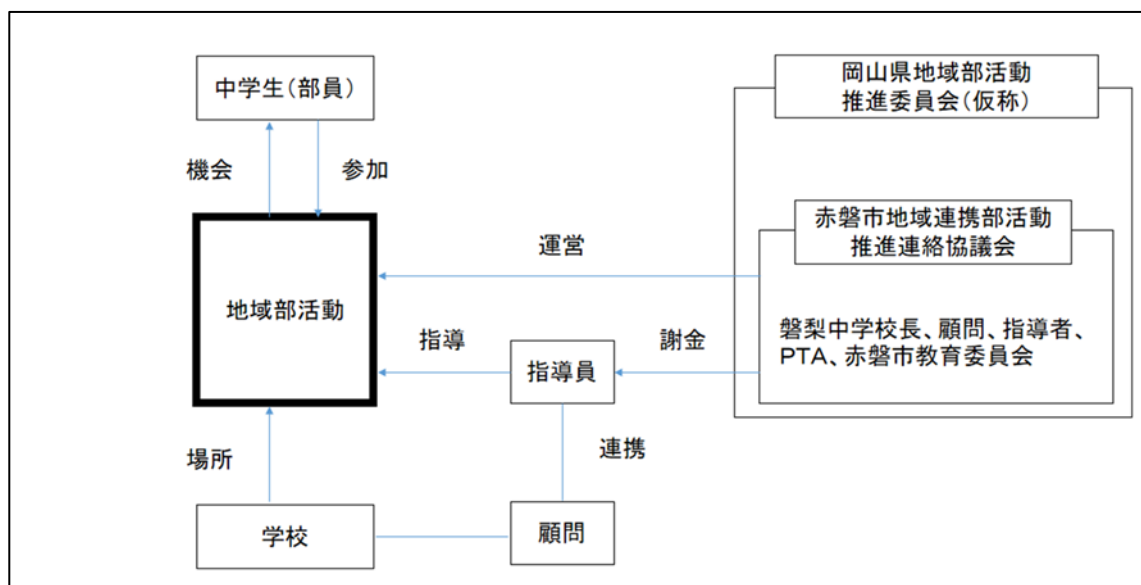 中学生（部員）
岡山県地域部活動
推進委員会（仮称）
機会
参加
赤磐市地域連携部活動
推進連絡協議会
運営
地域部活動
磐梨中学校長、顧問、指導者、
PTA、赤磐市教育委員会
指導
謝金
指導員
場所
連携
学校
顧問